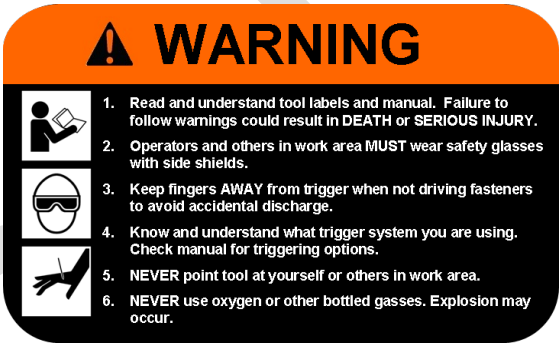 WARNING
1. Read and understand tool labels and manual. Failure to
follow warnings could result in DEATH or SERIOUS INJURY.
2. Operators and others in work area MUST wear safety glasses
with side shields.
3. Keep fingers AWAY from trigger when not driving fasteners
to avoid accidental discharge.
4. Know and understand what trigger system you are using.
Check manual for triggering options.
5. NEVER point tool at yourself or others in work area.
6. NEVER use oxygen or other bottled gasses. Explosion may
occur.